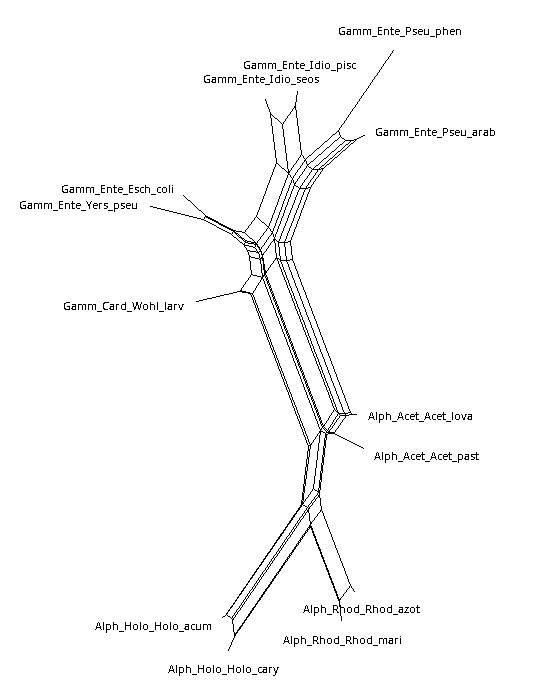 Gamm_Ente_Pseu_phen
Gamm_Ente_Idio_pisc
Gamm_Ente_Idio_seos
Gamm_Ente_Pseu_arab
Gamm_Ente_Esch_coli
Gamm_Ente_Yers_pseu
Gamm_Card_Wohl_larv
Alph_Acet_Acet_lova
Alph_Acet_Acet_past
Alph_Rhod_Rhod_azot
Alph_Holo_Holo_acum
Alph_Rhod_Rhod_mari
Alph_Holo_Holo_cary